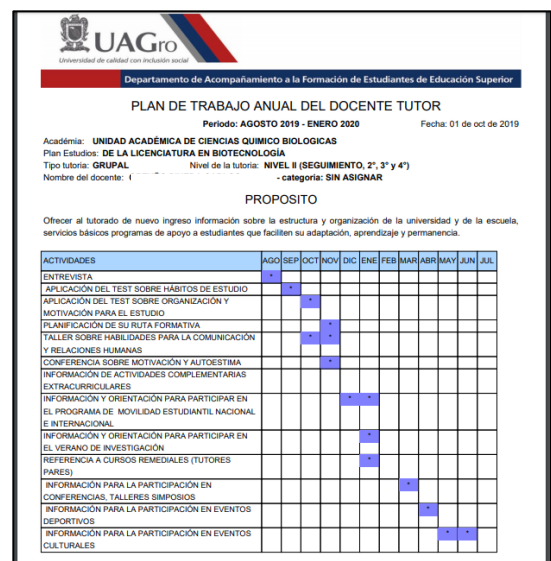 UAGro
Universidad de calidad con inclusión social
Departamento de Acompañamiento a la Formación de Estudiantes de Educación Superior
PLAN DE TRABAJO ANUAL DEL DOCENTE TUTOR
Periodo: AGOSTO 2019 - ENERO 2020 Fecha: 01 de oct de 2019
Académia: UNIDAD ACADÉMICA DE CIENCIAS QUIMICO BIOLOGICAS
Plan Estudios: DE LA LICENCIATURA EN BIOTECNOLOGÍA
Tipo tutoria: GRUPAL Nivel de la tutoria: NIVEL II (SEGUIMIENTO, 2°, 3° y 4°)
Nombre del docente: ( - categoria: SIN ASIGNAR
PROPOSITO
Ofrecer al tutorado de nuevo ingreso información sobre la estructura y organización de la universidad y de la escuela,
servicios básicos programas de apoyo a estudiantes que faciliten su adaptación, aprendizaje y permanencia.
ACTIVIDADES AGO SEP OCT NOV DIC ENE FEB MAR ABR MAY JUN JUL
ENTREVISTA *
APLICACIÓN DEL TEST SOBRE HÁBITOS DE ESTUDIO *
APLICACIÓN DEL TEST SOBRE ORGANIZACIÓN Y *
MOTIVACIÓN PARA EL ESTUDIO
PLANIFICACIÓN DE SU RUTA FORMATIVA *
TALLER SOBRE HABILIDADES PARA LA COMUNICACIÓN * *
Y RELACIONES HUMANAS
CONFERENCIA SOBRE MOTIVACIÓN Y AUTOESTIMA *
INFORMACIÓN DE ACTIVIDADES COMPLEMENTARIAS
EXTRACURRICULARES
INFORMACIÓN Y ORIENTACIÓN PARA PARTICIPAR EN * *
EL PROGRAMA DE MOVILIDAD ESTUDIANTIL NACIONAL
E INTERNACIONAL
INFORMACIÓN Y ORIENTACIÓN PARA PARTICIPAR EN *
EL VERANO DE INVESTIGACIÓN
REFERENCIA A CURSOS REMEDIALES (TUTORES *
PARES)
INFORMACIÓN PARA LA PARTICIPACIÓN EN *
CONFERENCIAS, TALLERES SIMPOSIOS
INFORMACIÓN PARA LA PARTICIPACIÓN EN EVENTOS *
DEPORTIVOS
INFORMACIÓN PARA LA PARTICIPACIÓN EN EVENTOS * *
CULTURALES